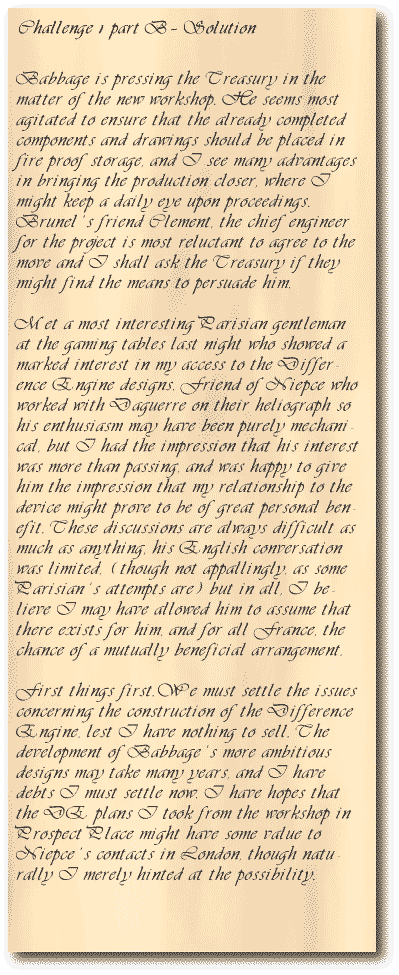 Challenge 1 part B - Solution
Babbage is pressing the Treasury in the
matter of the new workshop. He seems most
agitated to ensure that the already completed
components and drawings should be placed in
fire proof storage, and I see many advantages
in bringing the production closer, where I
might keep a daily eye upon proceedings.
Brunel's friend Clement, the chief engineer
for the project is most reluctant to agree to the
move and I shall ask the Treasury if they
might find the means to persuade him.
Met a most interesting Parisian gentleman
at the gaming tables last night who showed a
marked interest in my access to the Differ-
ence Engine designs. Friend of Niepce who
worked with Daguerre on their heliograph so
his enthusiasm may have been purely mechani-
cal, but I had the impression that his interest
was more than passing, and was happy to give
him the impression that my relationship to the
device might prove to be of great personal ben-
efit. These discussions are always difficult as
much as anything, his English conversation
was limited, (though not appallingly, as some
Parisian's attempts are) but in all, I be-
lieve I may have allowed him to assume that
there exists for him, and for all France, the
chance of a mutually beneficial arrangement.
First things first. We must settle the issues
concerning the construction of the Difference
Engine, lest I have nothing to sell. The
development of Babbage's more ambitious
designs may take many years, and I have
debts I must settle now. I have hopes that
the DE plans I took from the workshop in
Prospect Place might have some value to
Niepce's contacts in London, though natu-
rally I merely hinted at the possibility.